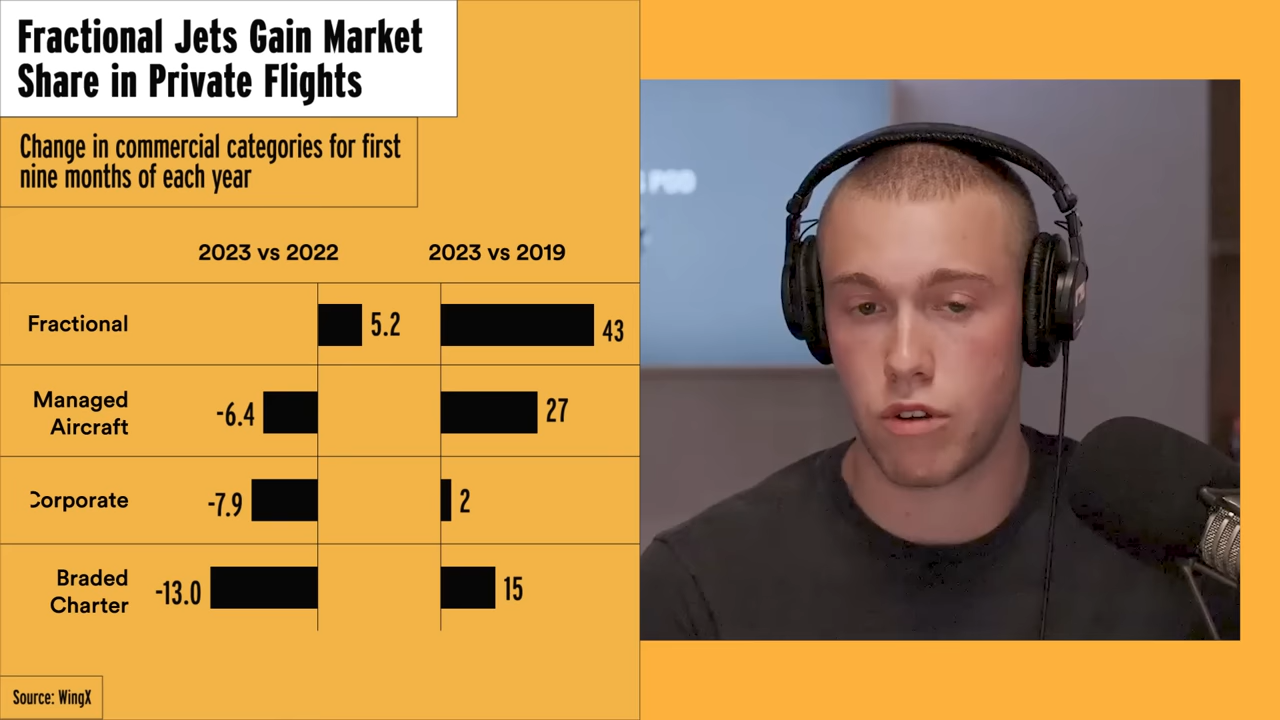 Fractional Jets Gain Market
Share in Private Flights
Change in commercial categories for first
nine months of each year
2023 vs 2022
2023 vs 2019
Fractional
5.2
43
Managed
Aircraft
-6.4
27
Corporate
-7.9
2
Braded
Charter
-13.0
15
Source: WingX
POD